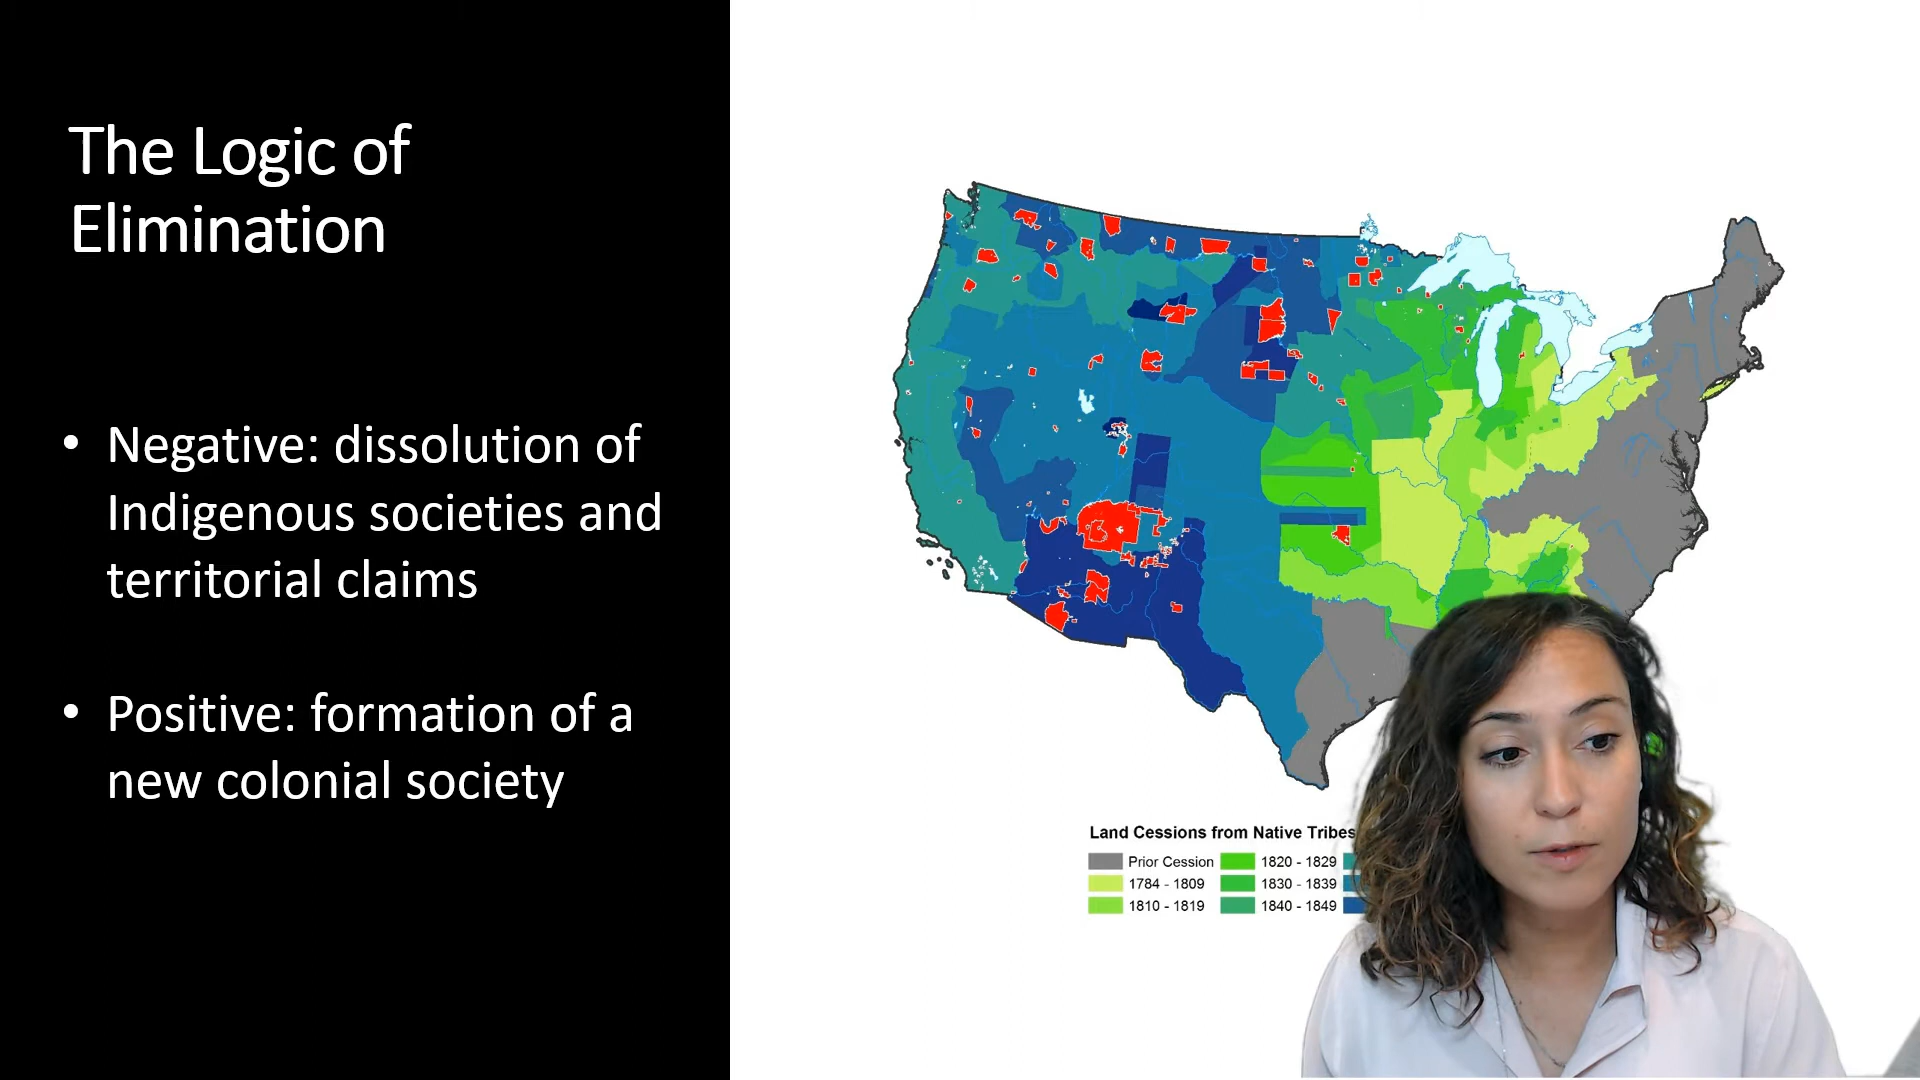 The Logic of
Elimination
• Negative: dissolution of
Indigenous societies and
territorial claims
• Positive: formation of a
new colonial society
Land Cessions from Native Tribes
Prior Cession 1820 - 1829
1784 - 1809 1830 - 1839
1810 - 1819 1840 - 1849